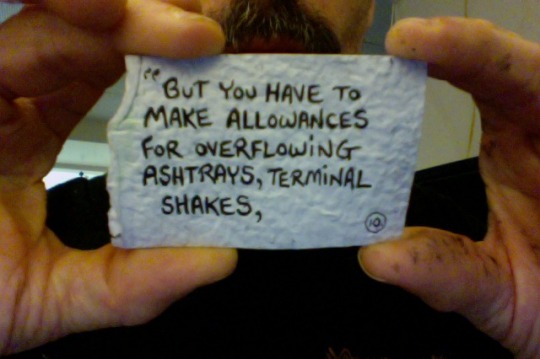 "BUT YOU HAVE TO
MAKE ALLOWANCES
FOR OVERFLOWING
ASHTRAYS, TERMINAL
SHAKES,
10.